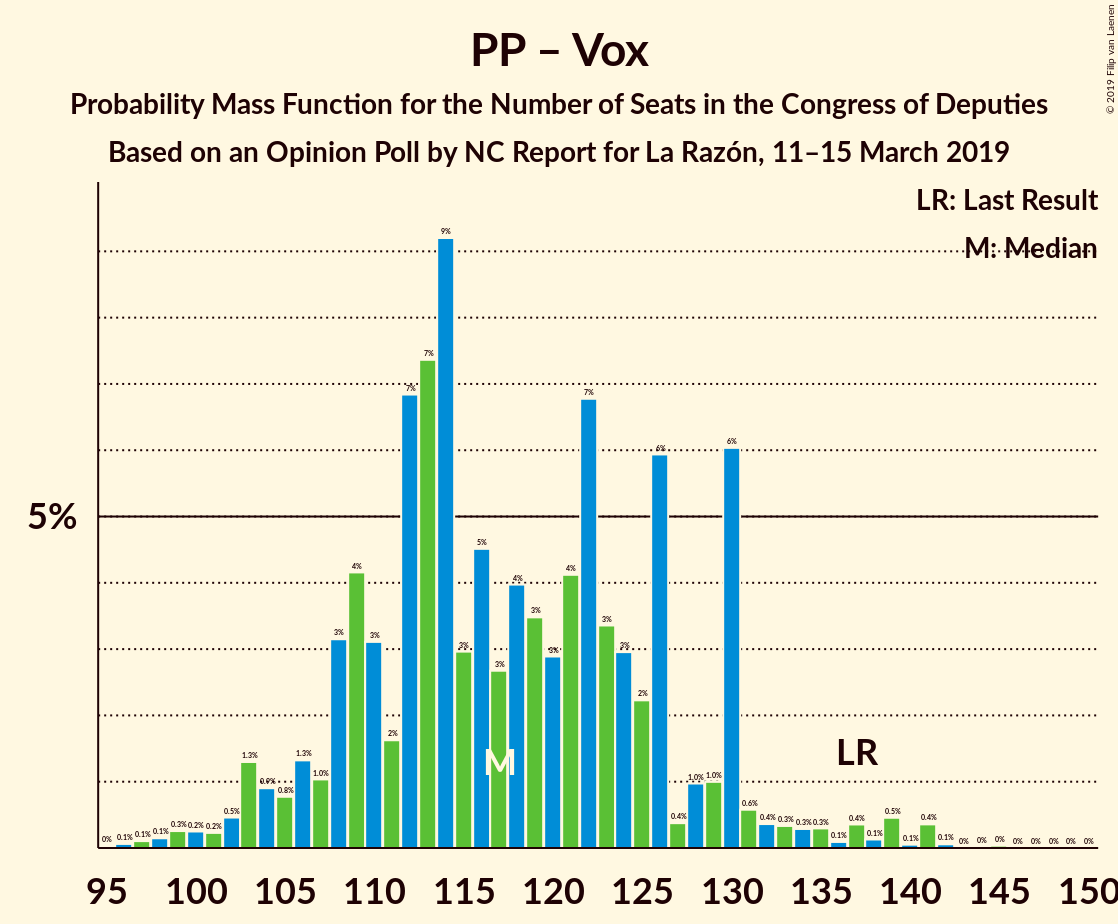 PP – Vox
Probability Mass Function for the Number of Seats in the Congress of Deputies
Based on an Opinion Poll by NC Report for La Razón, 11–15 March 2019
© 2019 Filip van Laenen
LR: Last Result
M: Median
5%
0% 0.1% 0.1% 0.1% 0.3% 0.2% 0.2% 0.5% 1.3% 0.9% 0.8% 1.3% 1.0% 3% 4% 3% 2% 7% 7% 9% 3% 5% 3% 4% 3% 3% 4% 7% 3% 3% 2% 6% 0.4% 1.0% 1.0% 6% 0.6% 0.4% 0.3% 0.3% 0.3% 0.1% 0.4% 0.1% 0.5% 0.1% 0.4% 0.1% 0% 0% 0% 0% 0% 0% 0% 0%
M
LR
95 100 105 110 115 120 125 130 135 140 145 150